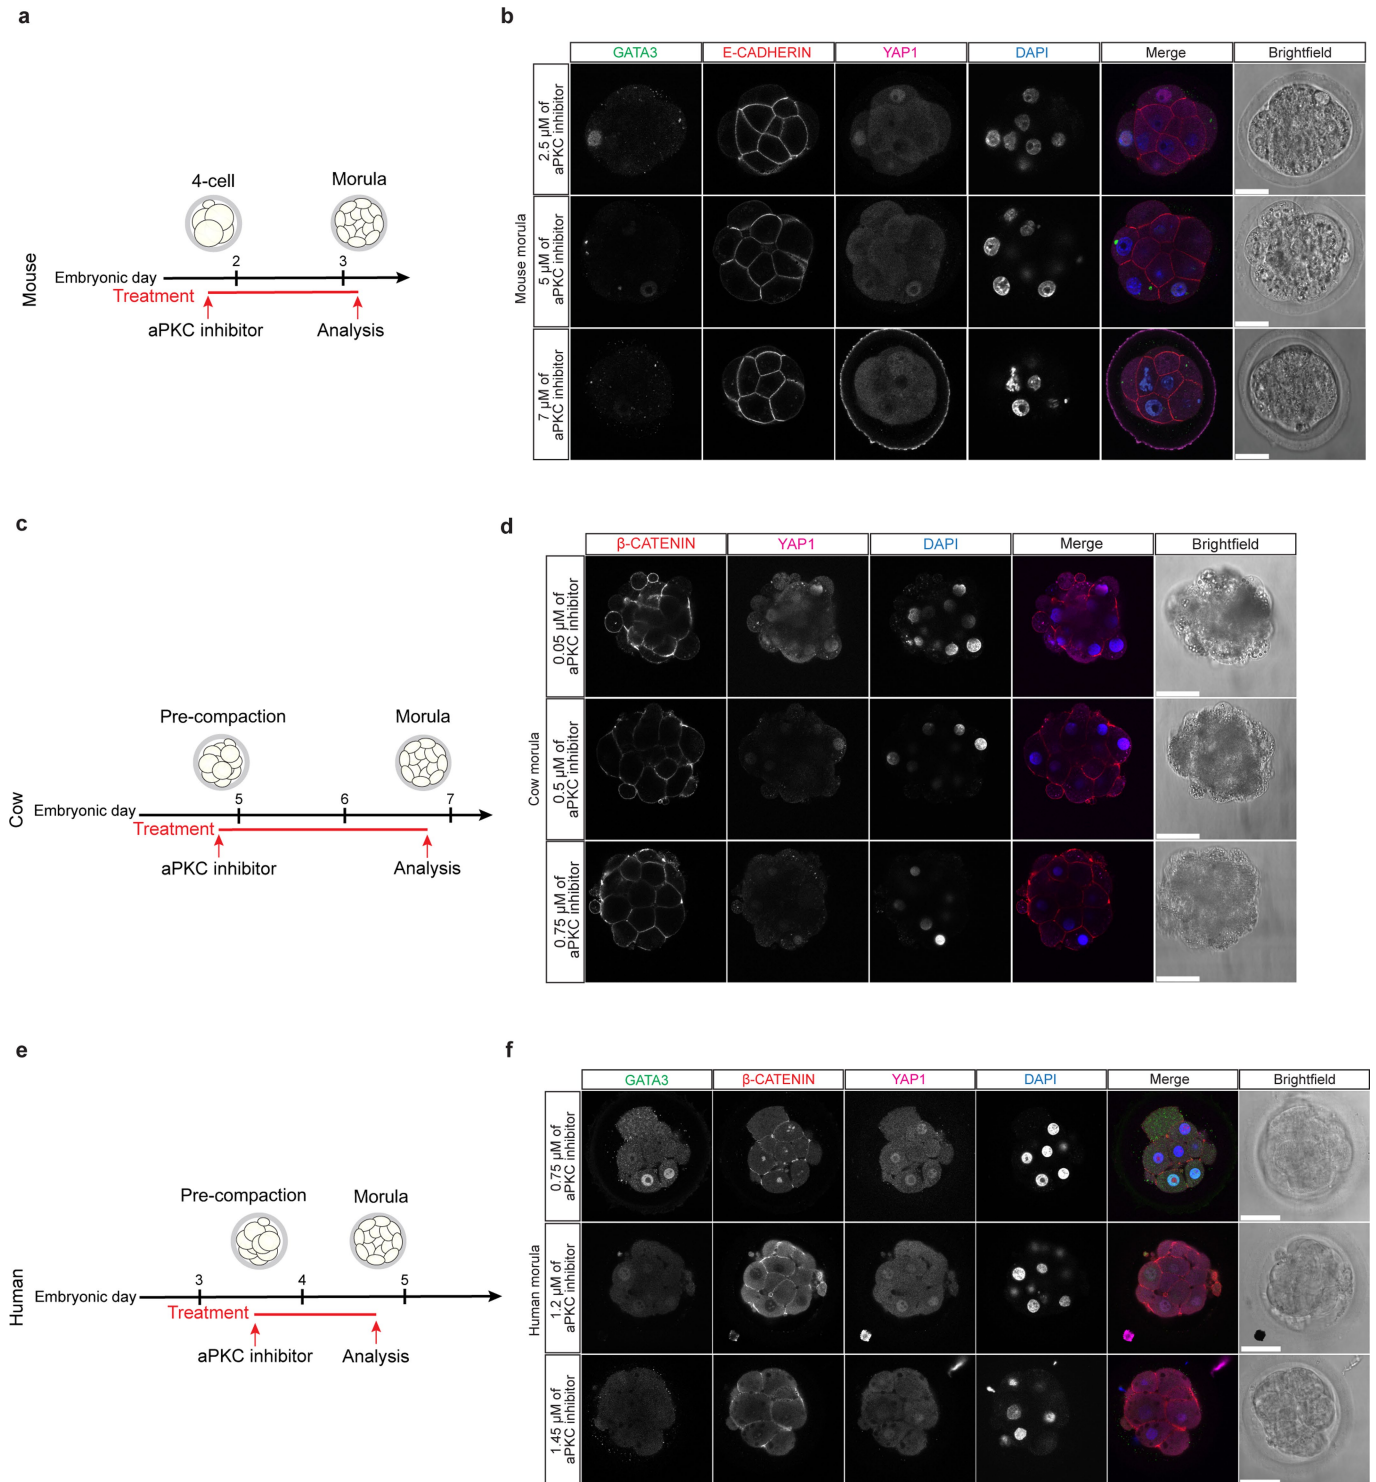 a
4-cell
Morula
2
3
Embryonic day
Treatment
aPKC inhibitor
Analysis
Mouse
b
GATA3
E-CADHERIN
YAP1
DAPI
Merge
Brightfield
Mouse morula
2.5 µM of
aPKC inhibitor
5 µM of
aPKC inhibitor
7 µM of
aPKC inhibitor
c
Pre-compaction
Morula
5
6
7
Embryonic day
Treatment
aPKC inhibitor
Analysis
Cow
d
β-CATENIN
YAP1
DAPI
Merge
Brightfield
Cow morula
0.05 µM of
aPKC inhibitor
0.5 µM of
aPKC inhibitor
0.75 µM of
aPKC inhibitor
e
Pre-compaction
Morula
3
4
5
Embryonic day
Treatment
aPKC inhibitor
Analysis
Human
f
GATA3
β-CATENIN
YAP1
DAPI
Merge
Brightfield
Human morula
0.75 µM of
aPKC inhibitor
1.2 µM of
aPKC inhibitor
1.45 µM of
aPKC inhibitor